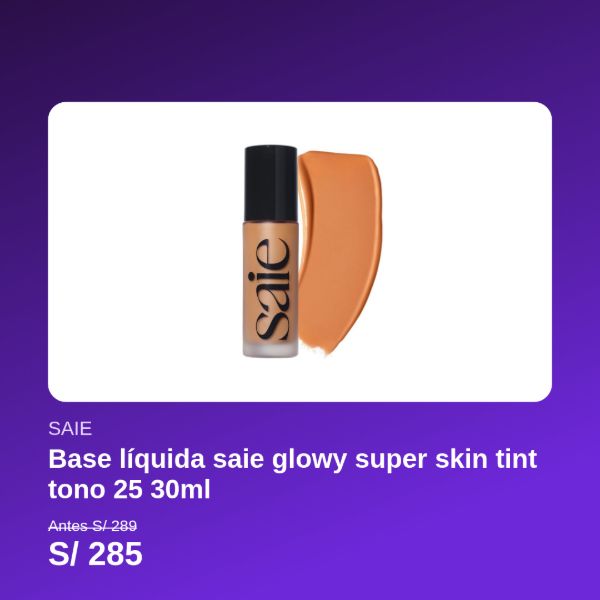 saie
SAIE
Base líquida saie glowy super skin tint
tono 25 30ml
Antes S/ 289
S/ 285